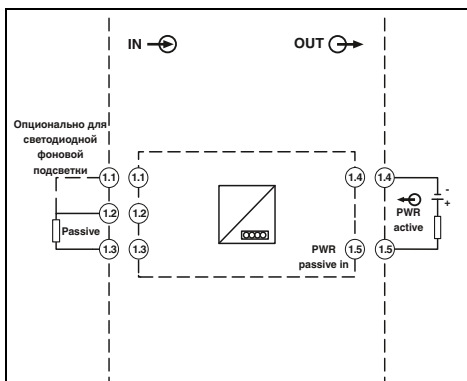 IN
OUT
Опционально для
светодиодной
фоновой
подсветки
1.1
1.1
1.4
1.4
-
+
1.2
1.2
PWR
active
Passive
1.3
1.3
PWR
passive in
1.5
1.5